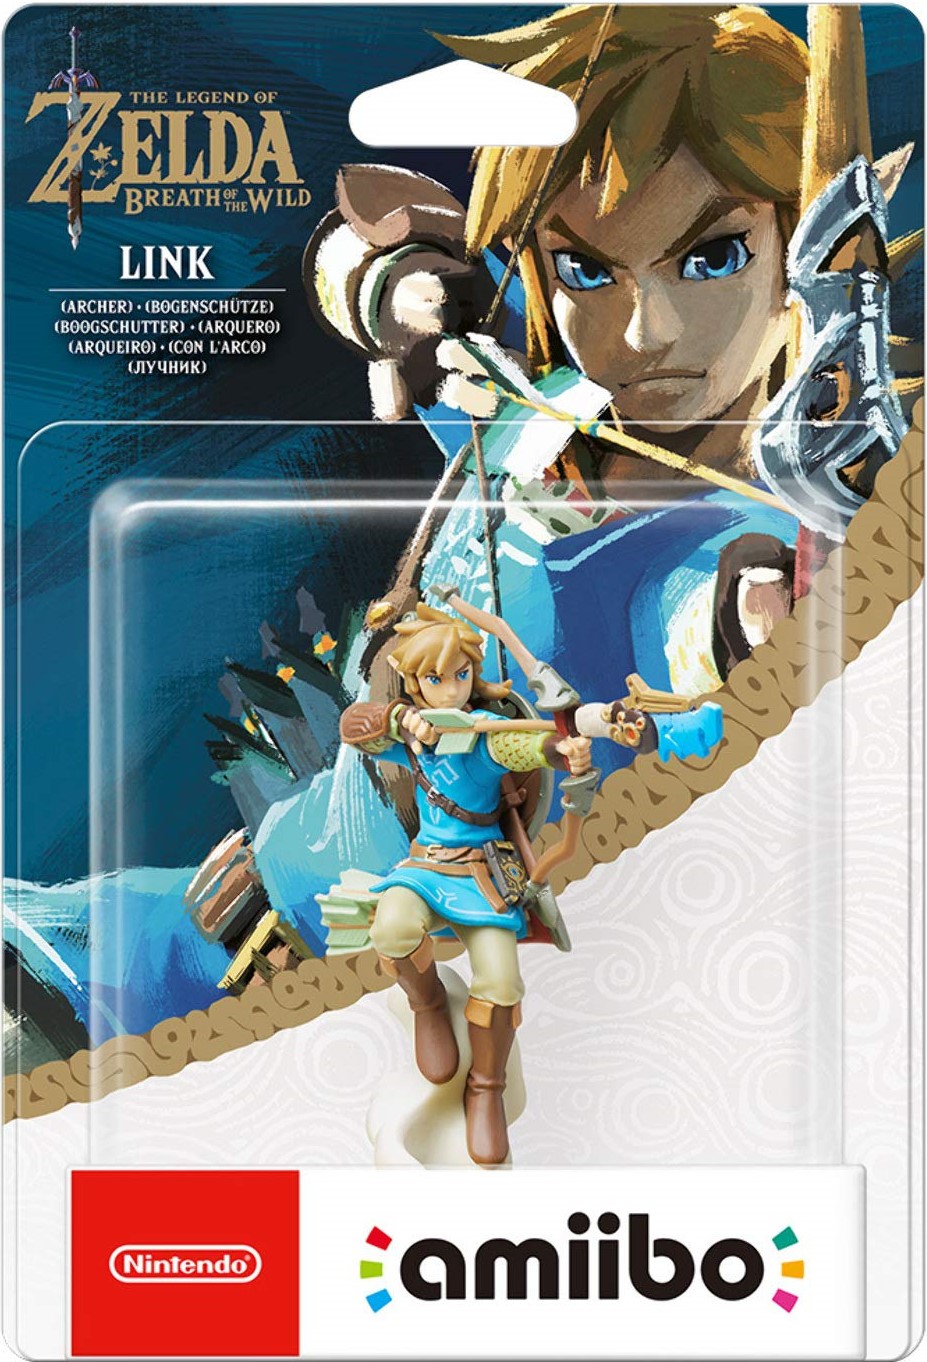 THE LEGEND OF
ZELDA
BREATH OF THE WILD
LINK
(ARCHER) • (BOGENSCHÜTZE)
(BOOGSCHUTTER) • (ARQUERO)
(ARQUEIRO) • (CON L'ARCO)
(ЛУЧНИК)
Nintendo®
amiibo